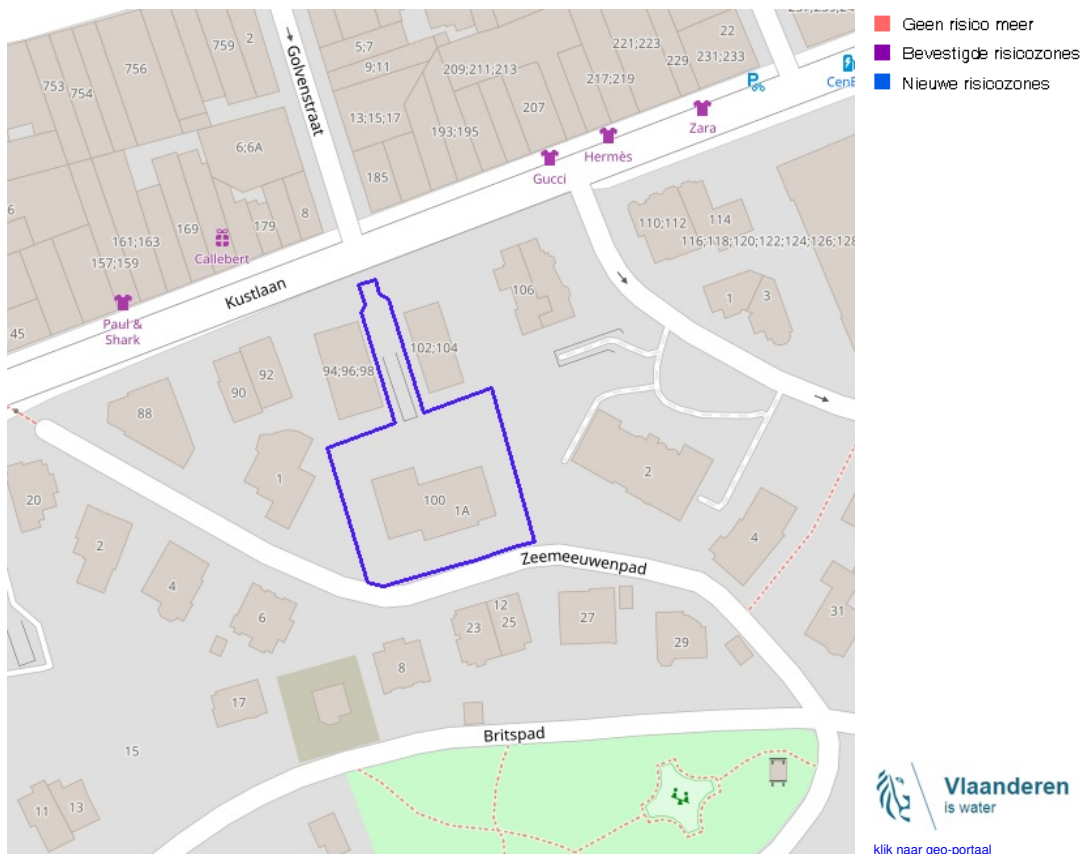 759
2
756
753
754
Golvenstraat
5;7
9;11
209;211;213
221;223
22
229
231;233
217;219
207
13;15;17
193;195
185
6;6A
CenE
Zara
Hermès
Gucci
6
161;163
169
179
8
157;159
Callebert
Kustlaan
Paul &
Shark
45
110;112
114
116;118;120;122;124;126;128
106
1
3
102;104
94;96;98
92
90
88
1
20
100
1A
2
2
4
4
Zeemeeuwenpad
6
12
23
25
27
29
31
8
17
15
Britspad
11
13
Geen risico meer
Bevestigde risicozones
Nieuwe risicozones
Vlaanderen
is water
klik naar geo-portaal